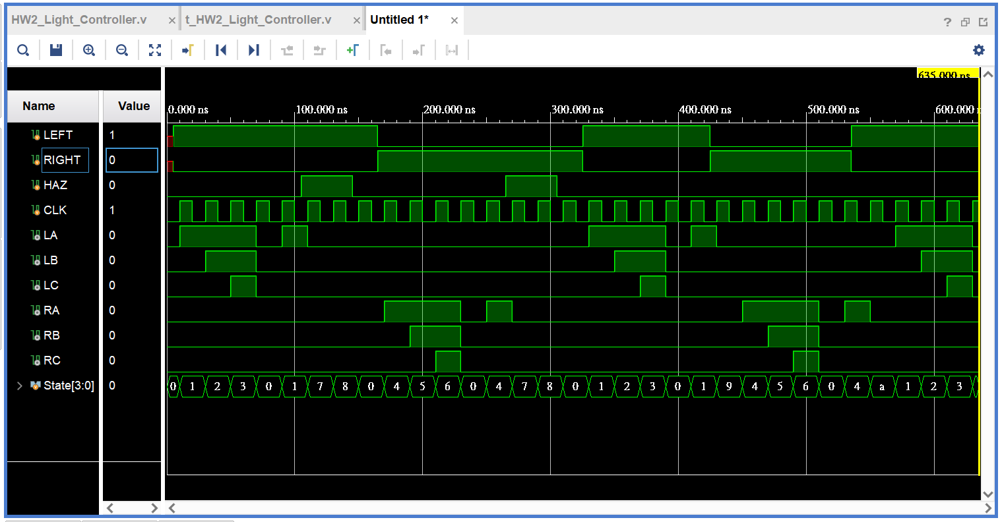 HW2_Light_Controller.v × t_HW2_Light_Controller.v × Untitled 1* × ?
635.000 ns
Name Value
0.000 ns 100.000 ns 200.000 ns 300.000 ns 400.000 ns 500.000 ns 600.000 n
LEFT 1
RIGHT 0
HAZ 0
CLK 1
LA 0
LB 0
LC 0
RA 0
RB 0
RC 0
State[3:0] 0 0 1 2 3 0 1 7 8 0 4 5 6 0 4 7 8 0 1 2 3 0 1 9 4 5 6 0 4 a 1 2 3